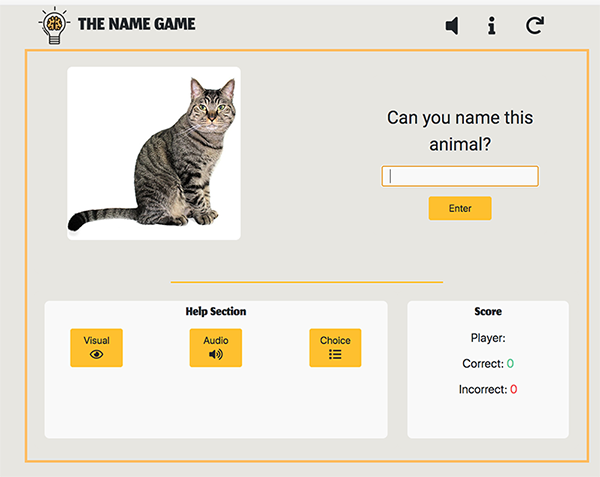 THE NAME GAME
Can you name this
animal?
Enter
Help Section
Visual
Audio
Choice
Score
Player:
Correct: 0
Incorrect: 0